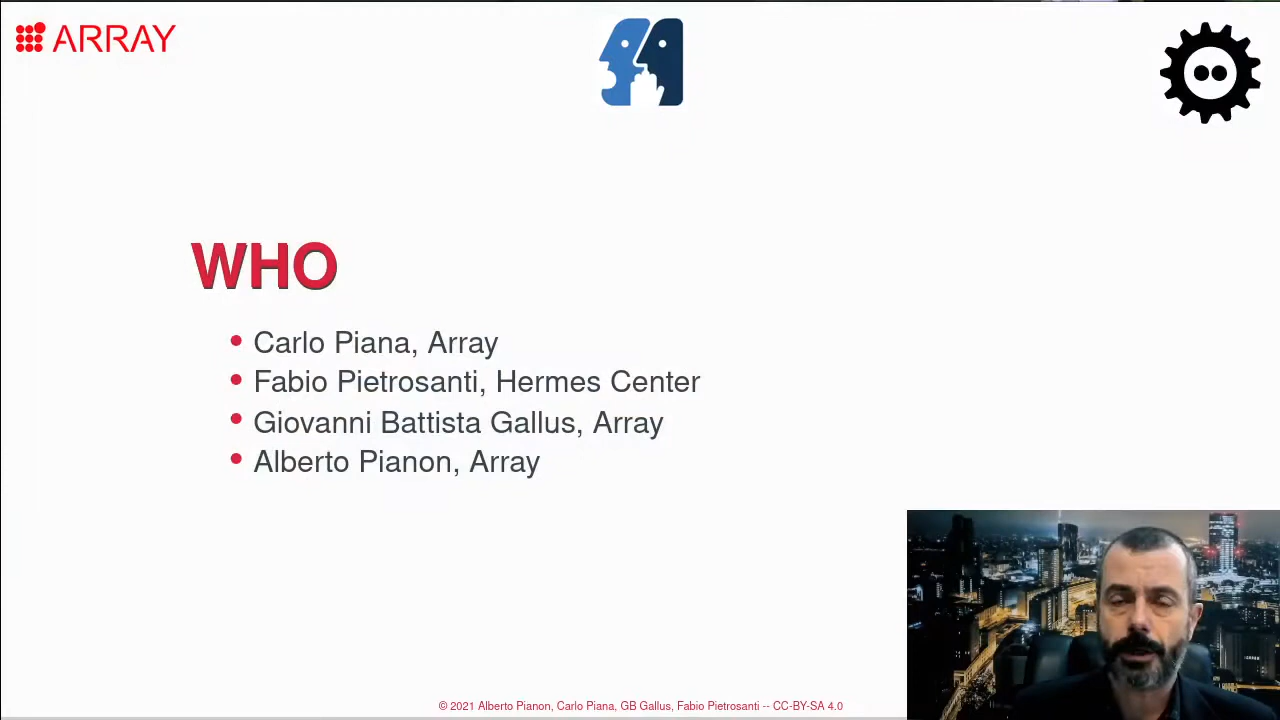 ARRAY
WHO
Carlo Piana, Array
Fabio Pietrosanti, Hermes Center
Giovanni Battista Gallus, Array
Alberto Pianon, Array
© 2021 Alberto Pianon, Carlo Piana, GB Gallus, Fabio Pietrosanti -- CC-BY-SA 4.0